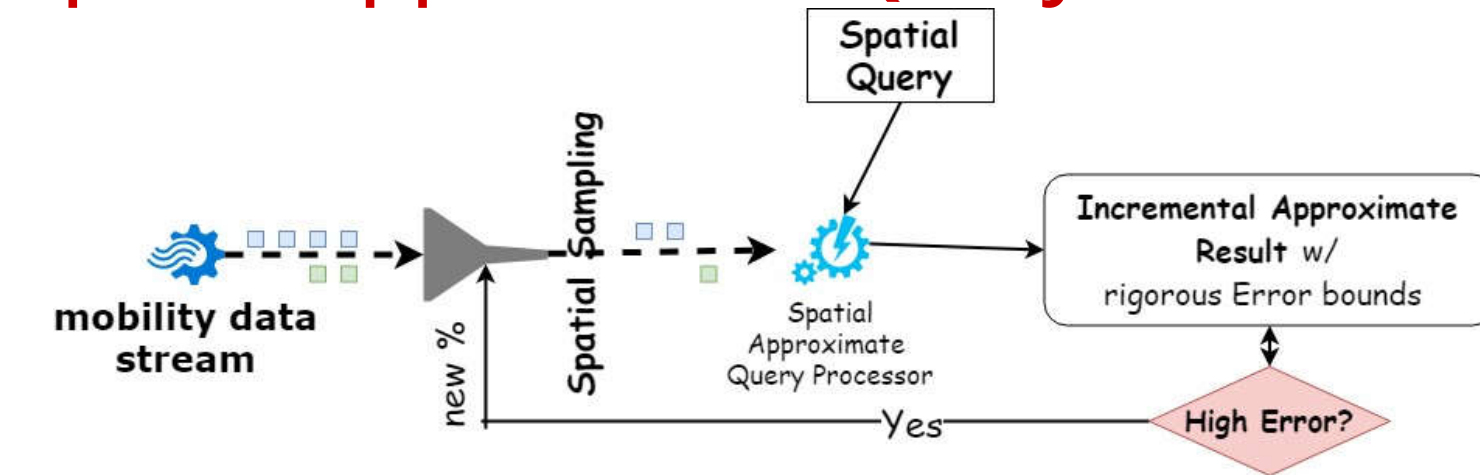 Spatial
Query
Spatial Sampling
mobility data
stream
new %
Spatial
Approximate
Query Processor
Incremental Approximate
Result w/
rigorous Error bounds
High Error?
Yes